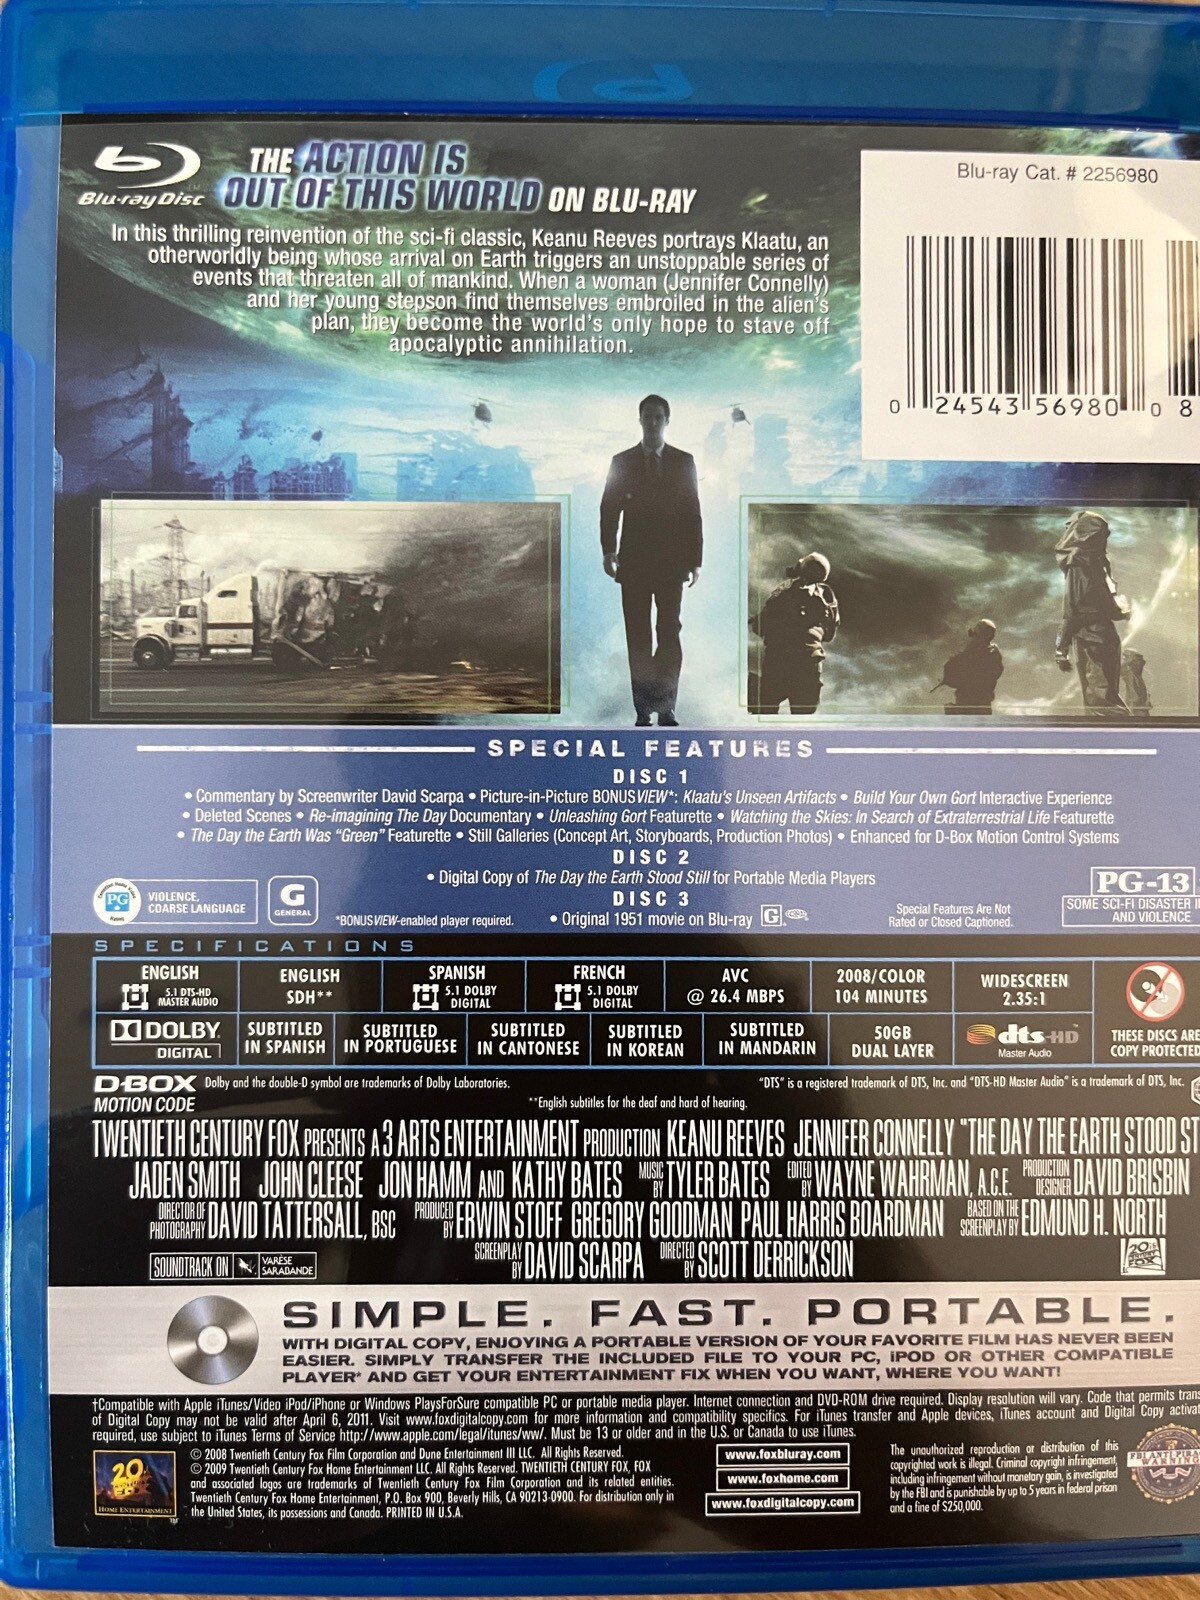 Blu-ray Disc
THE ACTION IS
OUT OF THIS WORLD ON BLU-RAY
Blu-ray Cat. # 2256980
In this thrilling reinvention of the sci-fi classic, Keanu Reeves portrays Klaatu, an
otherworldly being whose arrival on Earth triggers an unstoppable series of
events that threaten all of mankind. When a woman (Jennifer Connelly)
and her young stepson find themselves embroiled in the alien's
plan, they become the world's only hope to stave off
apocalyptic annihilation.
0 24543 56980 0 8
SPECIAL FEATURES
DISC 1
• Commentary by Screenwriter David Scarpa • Picture-in-Picture BONUSVIEW*: Klaatu's Unseen Artifacts • Build Your Own Gort Interactive Experience
• Deleted Scenes • Re-imagining The Day Documentary • Unleashing Gort Featurette • Watching the Skies: In Search of Extraterrestrial Life Featurette
• The Day the Earth Was "Green" Featurette • Still Galleries (Concept Art, Storyboards, Production Photos) • Enhanced for D-Box Motion Control Systems
DISC 2
• Digital Copy of The Day the Earth Stood Still for Portable Media Players
DISC 3
• Original 1951 movie on Blu-ray G
*BONUSVIEW-enabled player required.
PG
VIOLENCE,
COARSE LANGUAGE
G
GENERAL
Special Features Are Not
Rated or Closed Captioned.
PG-13
SOME SCI-FI DISASTER
AND VIOLENCE
SPECIFICATIONS
ENGLISH
5.1 DTS-HD
MASTER AUDIO
ENGLISH
SDH**
SPANISH
5.1 DOLBY
DIGITAL
FRENCH
5.1 DOLBY
DIGITAL
AVC
@ 26.4 MBPS
2008/COLOR
104 MINUTES
WIDESCREEN
2.35:1
DOLBY
DIGITAL
SUBTITLED
IN SPANISH
SUBTITLED
IN PORTUGUESE
SUBTITLED
IN CANTONESE
SUBTITLED
IN KOREAN
SUBTITLED
IN MANDARIN
50GB
DUAL LAYER
dts-HD
Master Audio
THESE DISCS ARE
COPY PROTECTED
D-BOX
MOTION CODE
Dolby and the double-D symbol are trademarks of Dolby Laboratories.
"DTS" is a registered trademark of DTS, Inc. and "DTS-HD Master Audio" is a trademark of DTS, Inc.
**English subtitles for the deaf and hard of hearing.
TWENTIETH CENTURY FOX PRESENTS A 3 ARTS ENTERTAINMENT PRODUCTION KEANU REEVES JENNIFER CONNELLY "THE DAY THE EARTH STOOD ST
JADEN SMITH JOHN CLEESE JON HAMM AND KATHY BATES MUSIC BY TYLER BATES EDITED BY WAYNE WAHRMAN, A.C.E. PRODUCTION DESIGNER DAVID BRISBIN
DIRECTOR OF PHOTOGRAPHY DAVID TATTERSALL, BSC PRODUCED BY ERWIN STOFF GREGORY GOODMAN PAUL HARRIS BOARDMAN BASED ON THE SCREENPLAY BY EDMUND H. NORTH
SCREENPLAY BY DAVID SCARPA DIRECTED BY SCOTT DERRICKSON
SOUNDTRACK ON VARÈSE SARABANDE
20TH CENTURY FOX
SIMPLE. FAST. PORTABLE.
WITH DIGITAL COPY, ENJOYING A PORTABLE VERSION OF YOUR FAVORITE FILM HAS NEVER BEEN
EASIER. SIMPLY TRANSFER THE INCLUDED FILE TO YOUR PC, iPOD OR OTHER COMPATIBLE
PLAYER* AND GET YOUR ENTERTAINMENT FIX WHEN YOU WANT, WHERE YOU WANT!
†Compatible with Apple iTunes/Video iPod/iPhone or Windows PlaysForSure compatible PC or portable media player. Internet connection and DVD-ROM drive required. Display resolution will vary. Code that permits trans
of Digital Copy may not be valid after April 6, 2011. Visit www.foxdigitalcopy.com for more information and compatibility specifics. For iTunes transfer and Apple devices, iTunes account and Digital Copy activat
required, use subject to iTunes Terms of Service http://www.apple.com/legal/itunes/ww/. Must be 13 or older and in the U.S. or Canada to use iTunes.
20
HOME ENTERTAINMENT
© 2008 Twentieth Century Fox Film Corporation and Dune Entertainment III LLC. All Rights Reserved.
© 2009 Twentieth Century Fox Home Entertainment LLC. All Rights Reserved. TWENTIETH CENTURY FOX, FOX
and associated logos are trademarks of Twentieth Century Fox Film Corporation and its related entities.
Twentieth Century Fox Home Entertainment, P.O. Box 900, Beverly Hills, CA 90213-0900. For distribution only in
the United States, its possessions and Canada. PRINTED IN U.S.A.
www.foxbluray.com
www.foxhome.com
www.foxdigitalcopy.com
The unauthorized reproduction or distribution of this
copyrighted work is illegal. Criminal copyright infringement,
including infringement without monetary gain, is investigated
by the FBI and is punishable by up to 5 years in federal prison
and a fine of $250,000.
WARNING